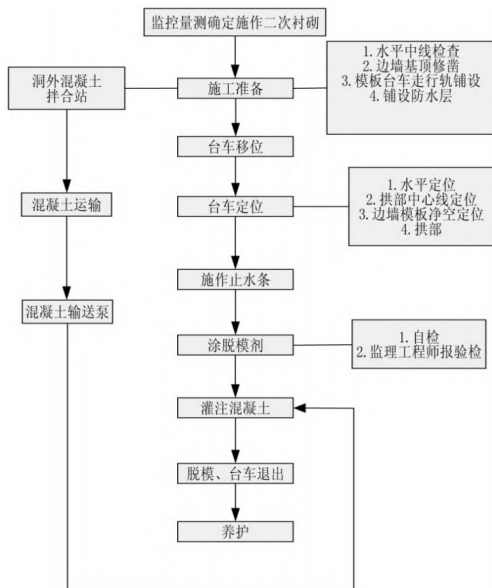 监控量测确定施作二次衬砌
洞外混凝土
拌合站
施工准备
1.水平中线检查
2.边墙基顶修凿
3.模板台车走行轨铺设
4.铺设防水层
台车移位
混凝土运输
台车定位
1.水平定位
2.拱部中心线定位
3.边墙模板净空定位
4.拱部
施作止水条
混凝土输送泵
涂脱模剂
1.自检
2.监理工程师报验检
灌注混凝土
脱模、台车退出
养护